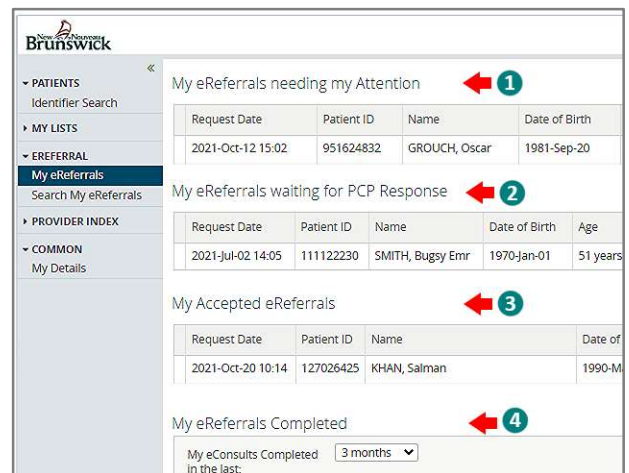 New Nouveau
Brunswick
«
PATIENTS
Identifier Search
MY LISTS
EREFERRAL
My eReferrals
Search My eReferrals
PROVIDER INDEX
COMMON
My Details
My eReferrals needing my Attention 1
Request Date Patient ID Name Date of Birth
2021-Oct-12 15:02 951624832 GROUCH, Oscar 1981-Sep-20
My eReferrals waiting for PCP Response 2
Request Date Patient ID Name Date of Birth Age
2021-Jul-02 14:05 111122230 SMITH, Bugsy Emr 1970-Jan-01 51 years
My Accepted eReferrals 3
Request Date Patient ID Name Date of
2021-Oct-20 10:14 127026425 KHAN, Salman 1990-M
My eReferrals Completed 4
My eConsults Completed 3 months
in the last: